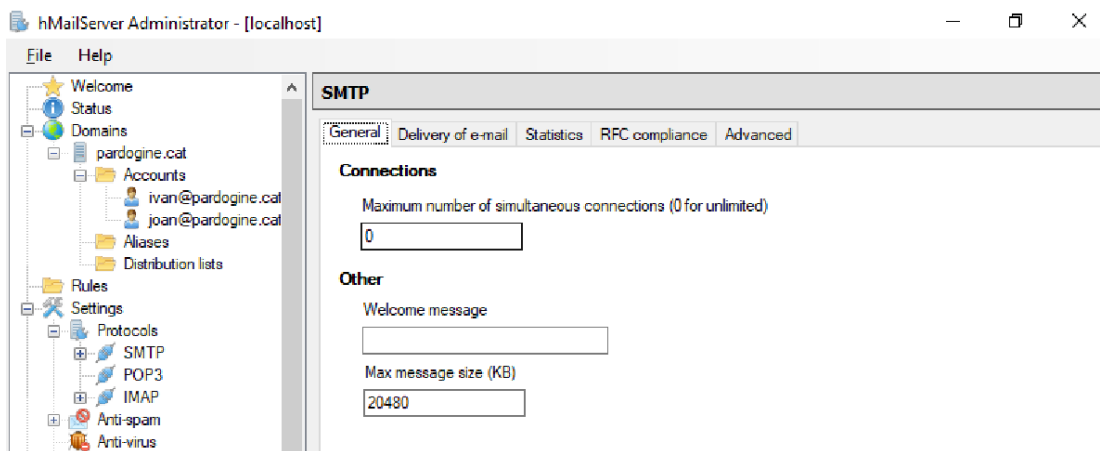 hMailServer Administrator - [localhost]
File Help
Welcome
Status
Domains
pardogine.cat
Accounts
ivan@pardogine.cat
joan@pardogine.cat
Aliases
Distribution lists
Rules
Settings
Protocols
SMTP
POP3
IMAP
Anti-spam
Anti-virus
SMTP
General Delivery of e-mail Statistics RFC compliance Advanced
Connections
Maximum number of simultaneous connections (0 for unlimited)
0
Other
Welcome message
Max message size (KB)
20480